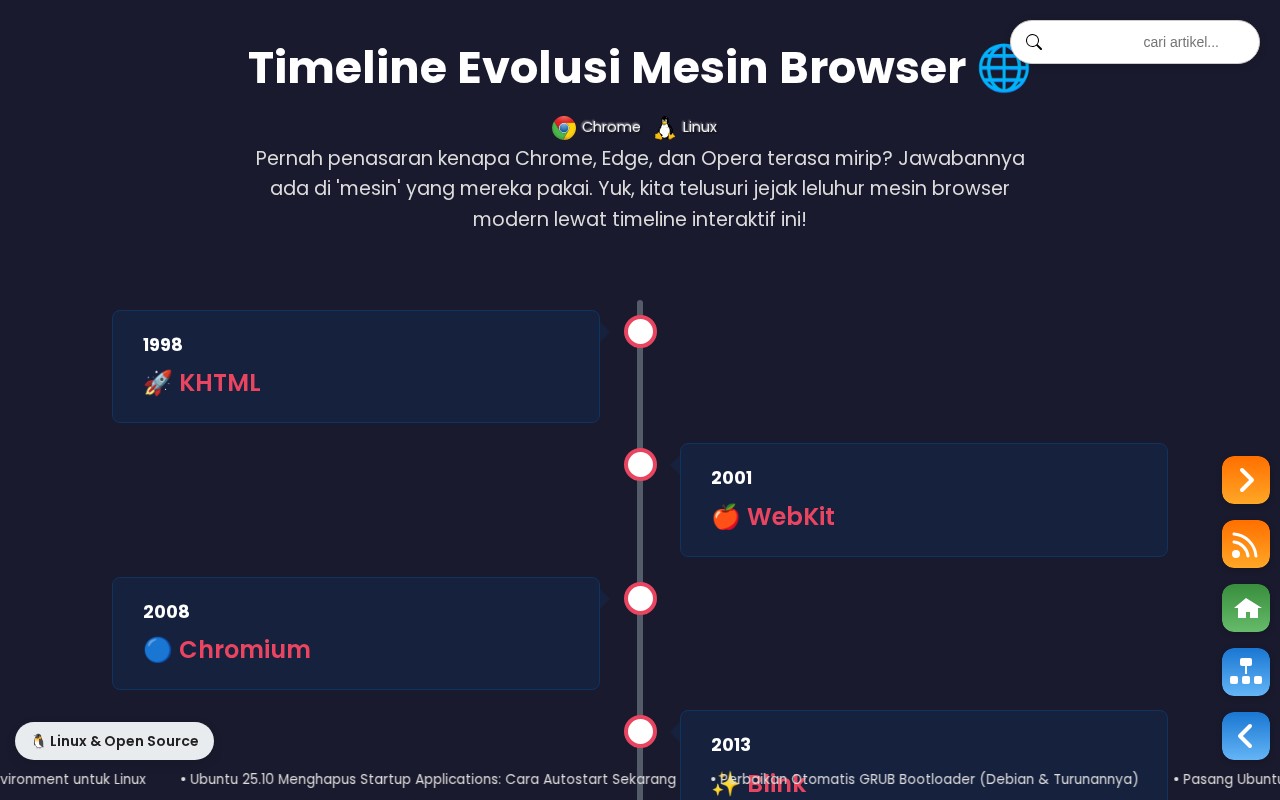 cari artikel...
Timeline Evolusi Mesin Browser 🌐
Chrome Linux
Pernah penasaran kenapa Chrome, Edge, dan Opera terasa mirip? Jawabannya
ada di 'mesin' yang mereka pakai. Yuk, kita telusuri jejak leluhur mesin browser
modern lewat timeline interaktif ini!
1998
🚀 KHTML
2001
🍎 WebKit
2008
🔵 Chromium
2013
✨ Blink
🐧 Linux & Open Source
vironment untuk Linux • Ubuntu 25.10 Menghapus Startup Applications: Cara Autostart Sekarang • Perbaikan Otomatis GRUB Bootloader (Debian & Turunannya) • Pasang Ubuntu